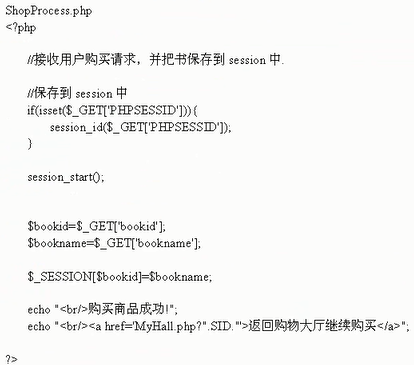 ShopProcess.php
<?php
//接收用户购买请求，并把书保存到 session 中.
//保存到 session 中
if(isset($_GET['PHPSESSID'])){
session_id($_GET['PHPSESSID']);
}
session_start();
$bookid=$_GET['bookid'];
$bookname=$_GET['bookname'];
$_SESSION[$bookid]=$bookname;
echo "<br/>购买商品成功!";
echo "<br/><a href='MyHall.php?".SID."'>返回购物大厅继续购买</a>";
?>